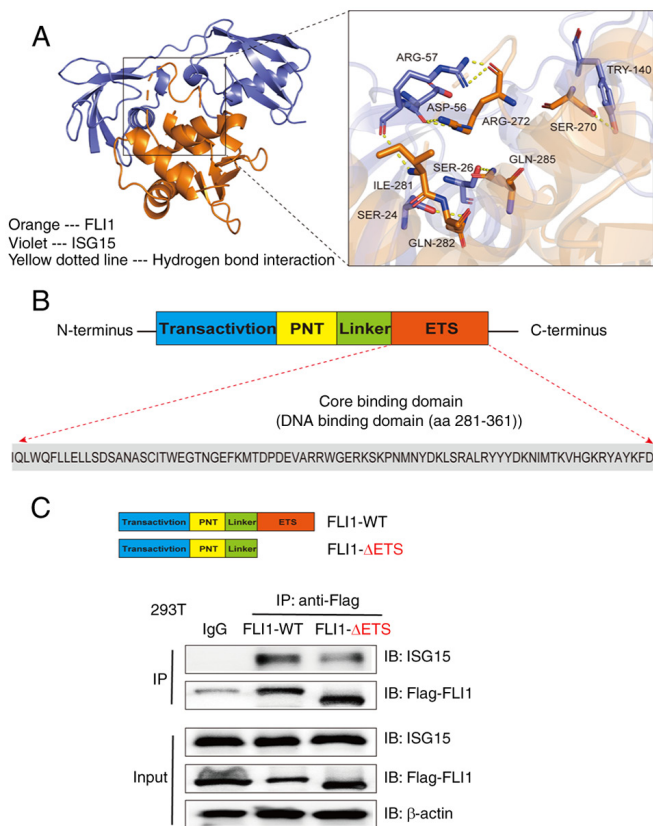 A
ARG-57
TRY-140
ASP-56
ARG-272
SER-270
SER-26
GLN-285
ILE-281
SER-24
GLN-282
Orange --- FLI1
Violet --- ISG15
Yellow dotted line --- Hydrogen bond interaction
B
N-terminus
Transactivtion
PNT
Linker
ETS
C-terminus
Core binding domain
(DNA binding domain (aa 281-361))
IQLWQFLLELLSDSANASCITWEGTNGEFKMTDPDEVARRWGERKSKPNMNYDKLSRALRYYYDKNIMTKVHGKRYAYKFD
C
Transactivtion PNT Linker ETS FLI1-WT
Transactivtion PNT Linker FLI1-ΔETS
IP: anti-Flag
293T
IgG FLI1-WT FLI1-ΔETS
IP
IB: ISG15
IB: Flag-FLI1
Input
IB: ISG15
IB: Flag-FLI1
IB: β-actin